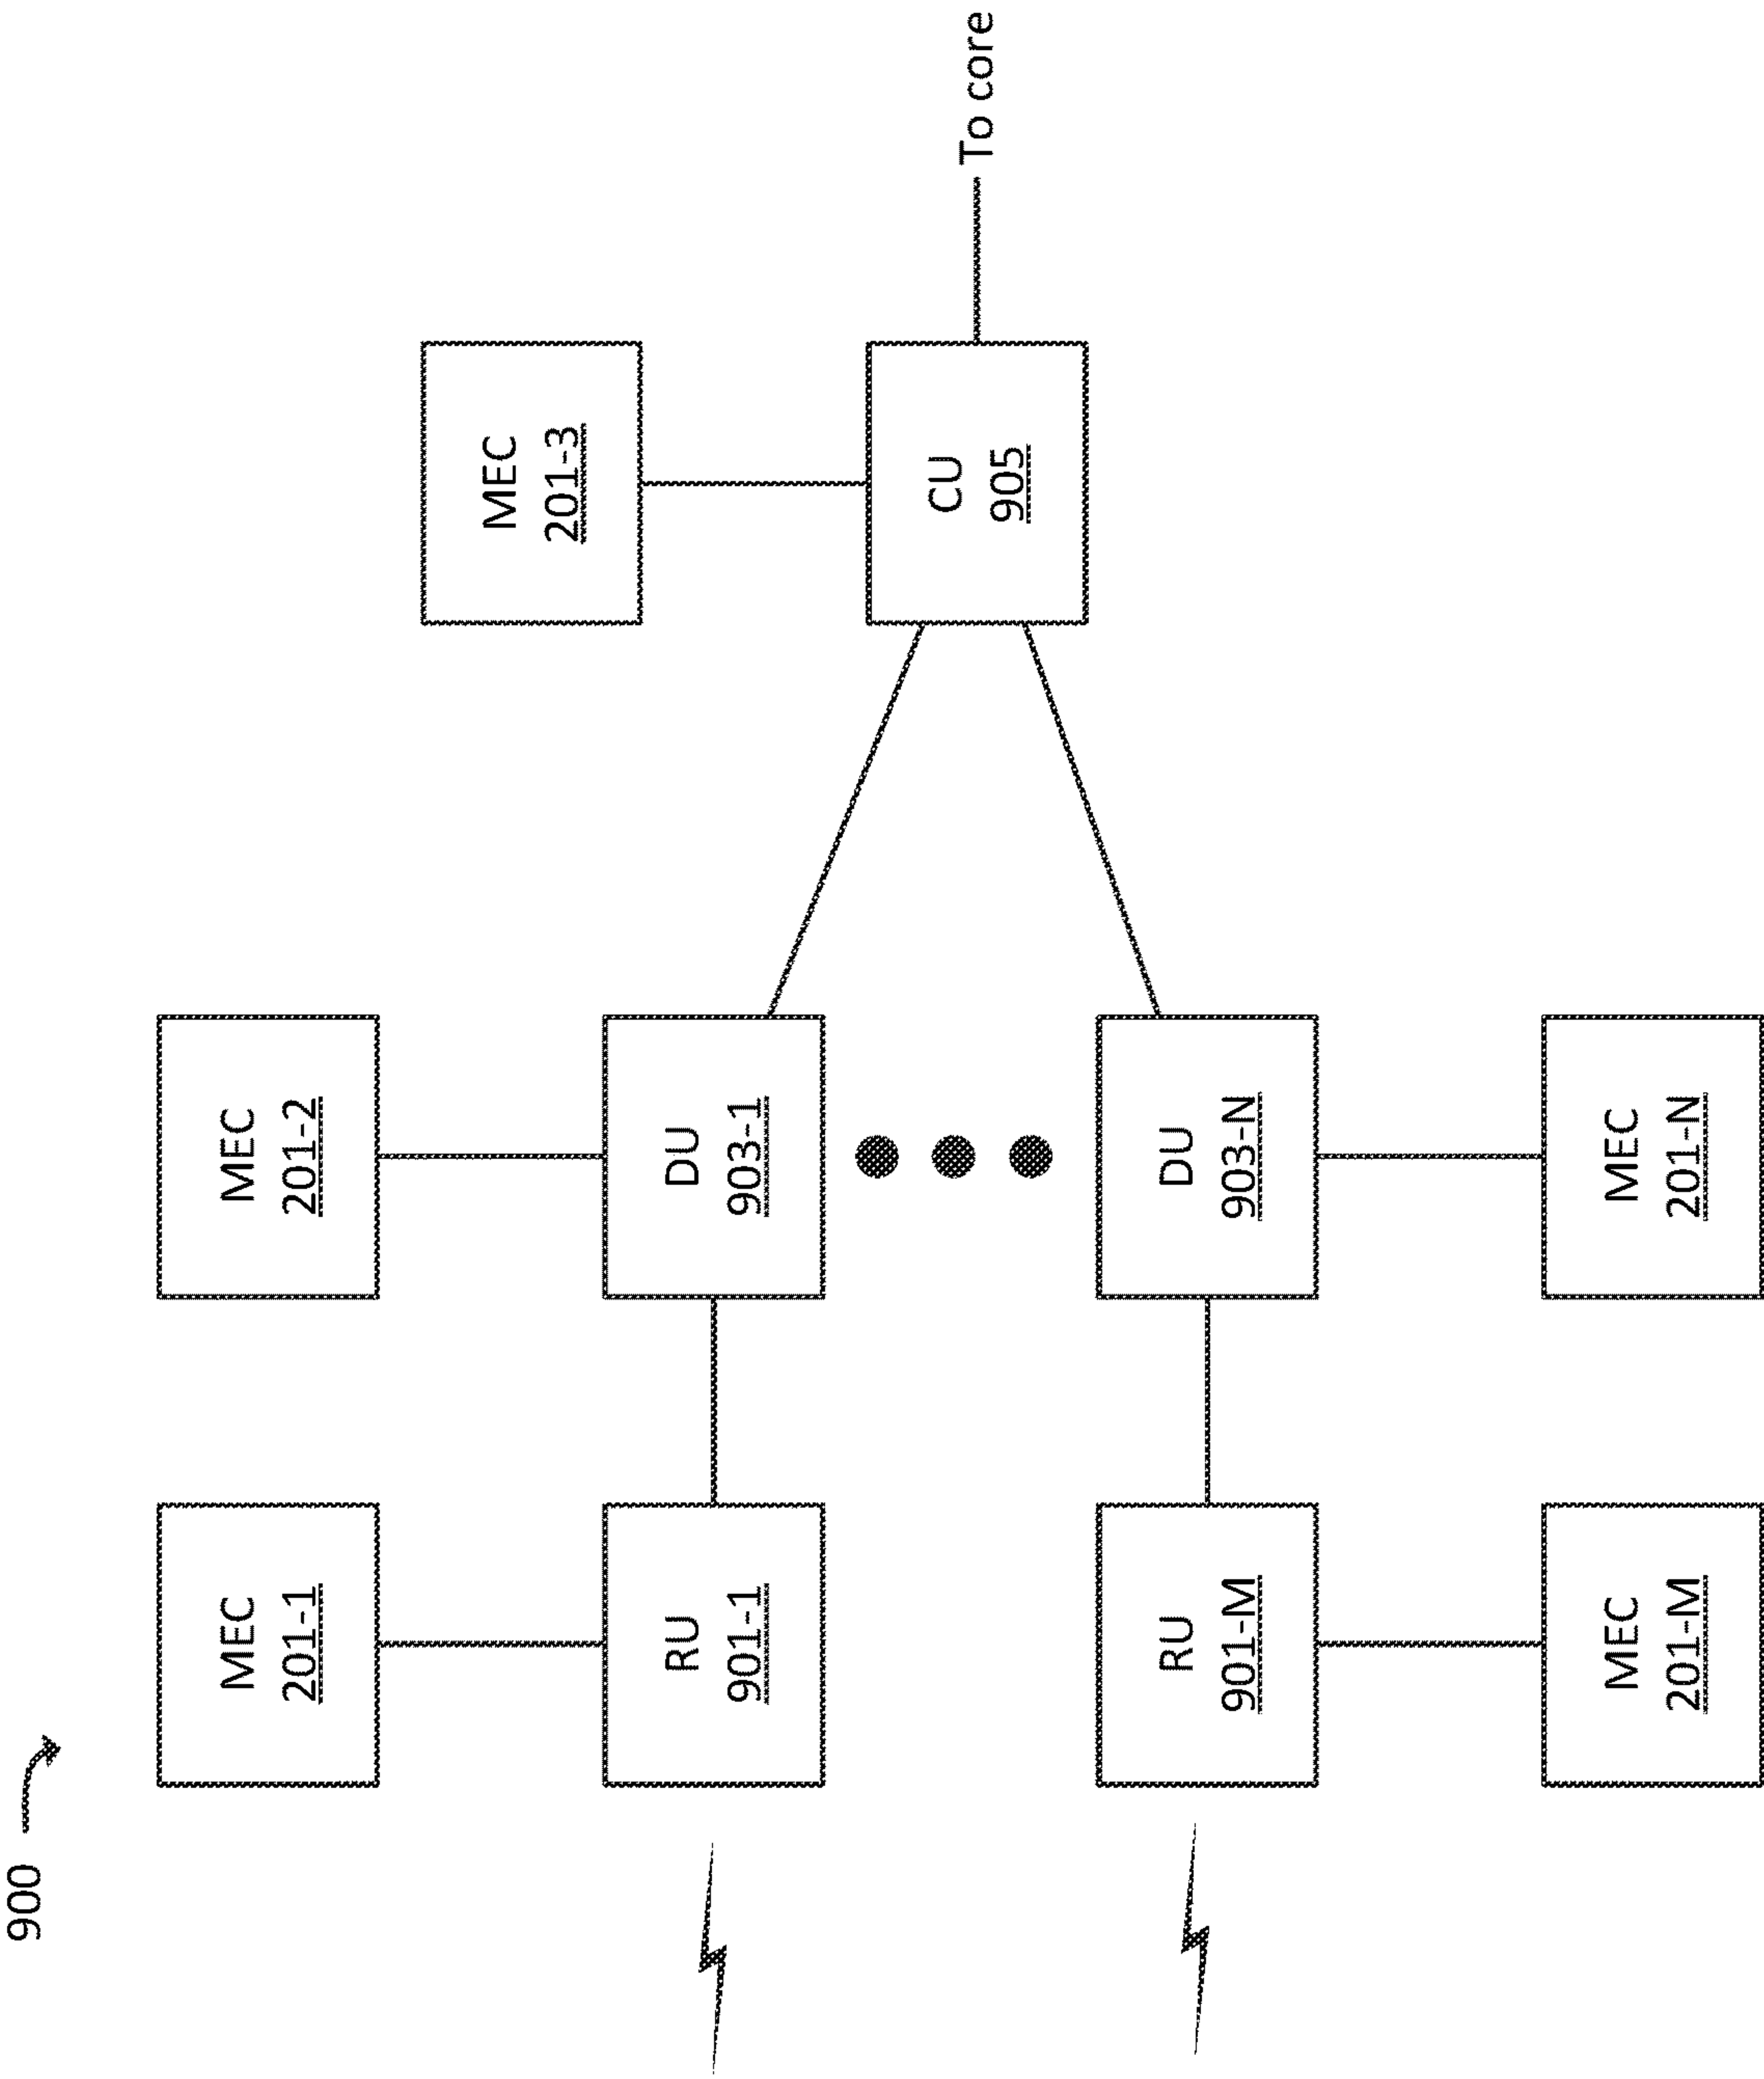 900
MEC
201-1
MEC
201-2
MEC
201-3
RU
901-1
DU
903-1
CU
905
To core
RU
901-M
DU
903-N
MEC
201-M
MEC
201-N